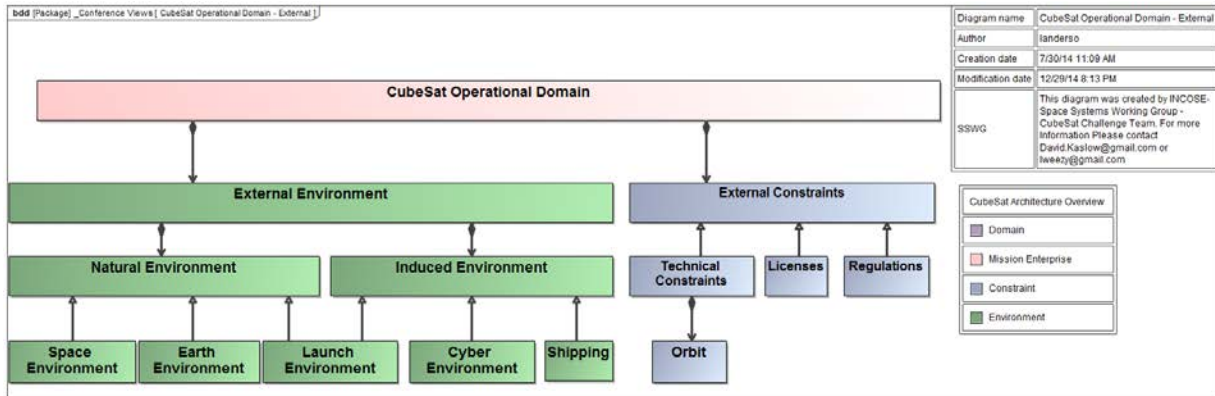 bdd [Package] _Conference Views [ CubeSat Operational Domain - External ]
CubeSat Operational Domain
External Environment
External Constraints
Natural Environment
Induced Environment
Technical
Constraints
Licenses
Regulations
Space
Environment
Earth
Environment
Launch
Environment
Cyber
Environment
Shipping
Orbit
Diagram name
CubeSat Operational Domain - External
Author
landerso
Creation date
7/30/14 11:09 AM
Modification date
12/29/14 8:13 PM
SSWG
This diagram was created by INCOSE-
Space Systems Working Group -
CubeSat Challenge Team. For more
Information Please contact
David.Kaslow@gmail.com or
lweezy@gmail.com
CubeSat Architecture Overview
Domain
Mission Enterprise
Constraint
Environment